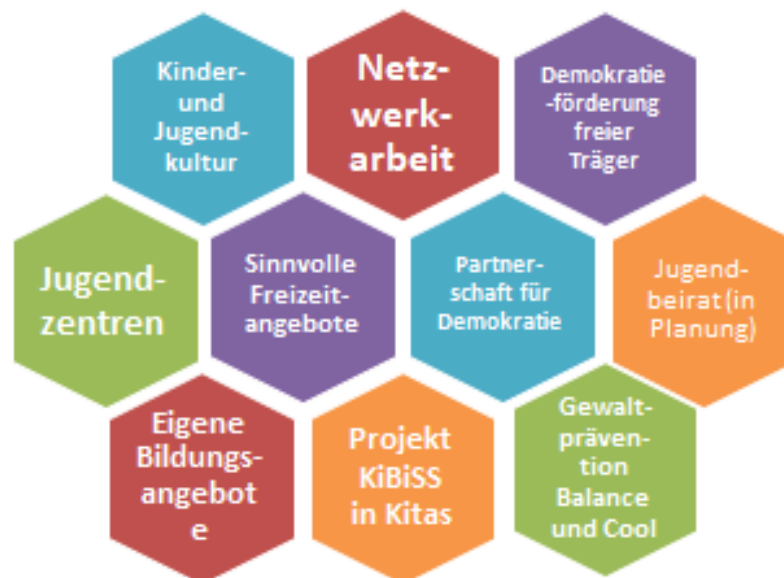 Kinder-
und
Jugend-
kultur
Netz-
werk-
arbeit
Demokratie
-förderung
freier
Träger
Jugend-
zentren
Sinnvolle
Freizeit-
angebote
Partner-
schaft für
Demokratie
Jugend-
beirat (in
Planung)
Eigene
Bildungs-
angebot
e
Projekt
KiBiSS
in Kitas
Gewalt-
präven-
tion
Balance
und Cool